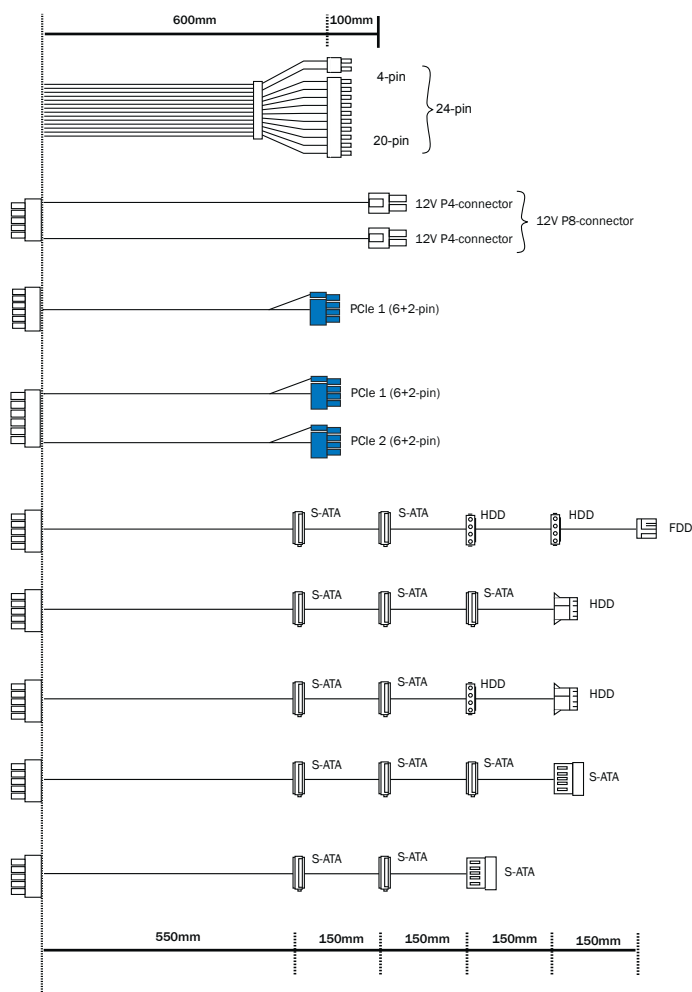 600mm 100mm
4-pin
24-pin
20-pin
12V P4-connector
12V P8-connector
12V P4-connector
PCIe 1 (6+2-pin)
PCIe 1 (6+2-pin)
PCIe 2 (6+2-pin)
S-ATA S-ATA HDD HDD
FDD
S-ATA S-ATA S-ATA
HDD
S-ATA S-ATA HDD
HDD
S-ATA S-ATA S-ATA
S-ATA
S-ATA S-ATA
S-ATA
550mm 150mm 150mm 150mm 150mm